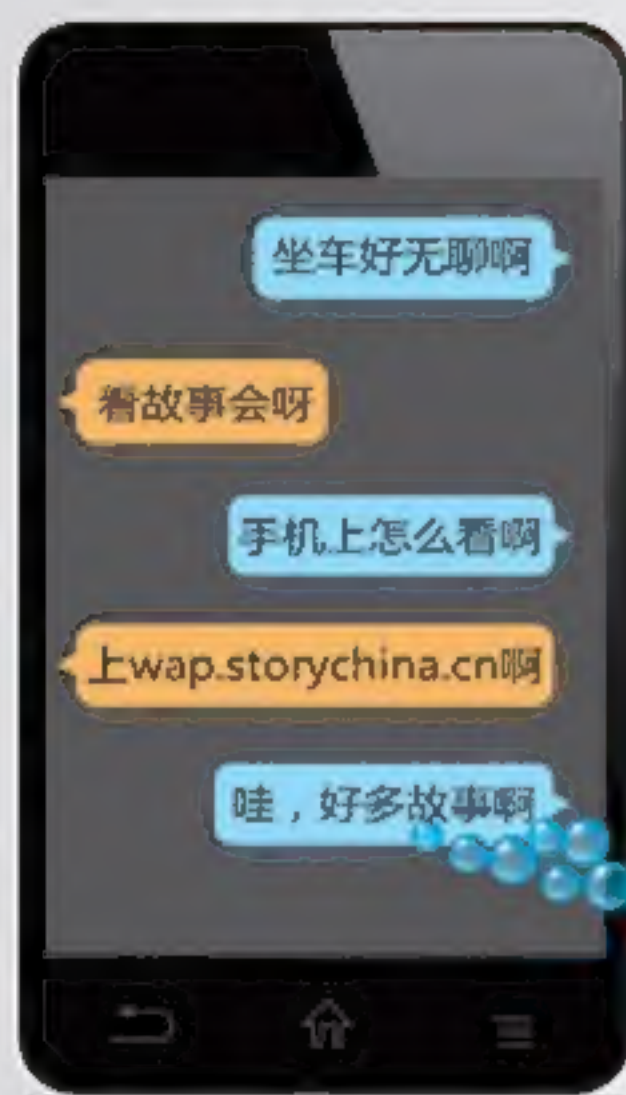 坐车好无聊啊
看故事会呀
手机上怎么看啊
上wap.storychina.cn啊
哇，好多故事啊